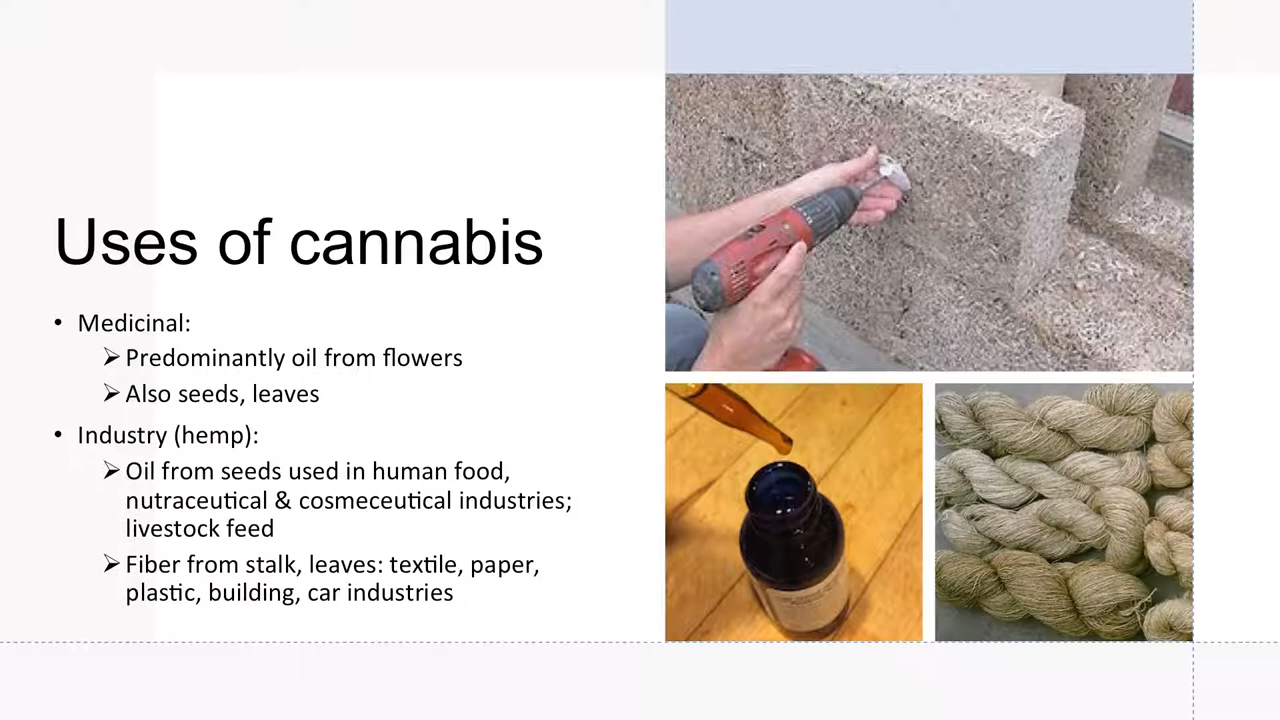 Uses of cannabis
• Medicinal:
➢ Predominantly oil from flowers
➢ Also seeds, leaves
• Industry (hemp):
➢ Oil from seeds used in human food,
nutraceutical & cosmeceutical industries;
livestock feed
➢ Fiber from stalk, leaves: textile, paper,
plastic, building, car industries